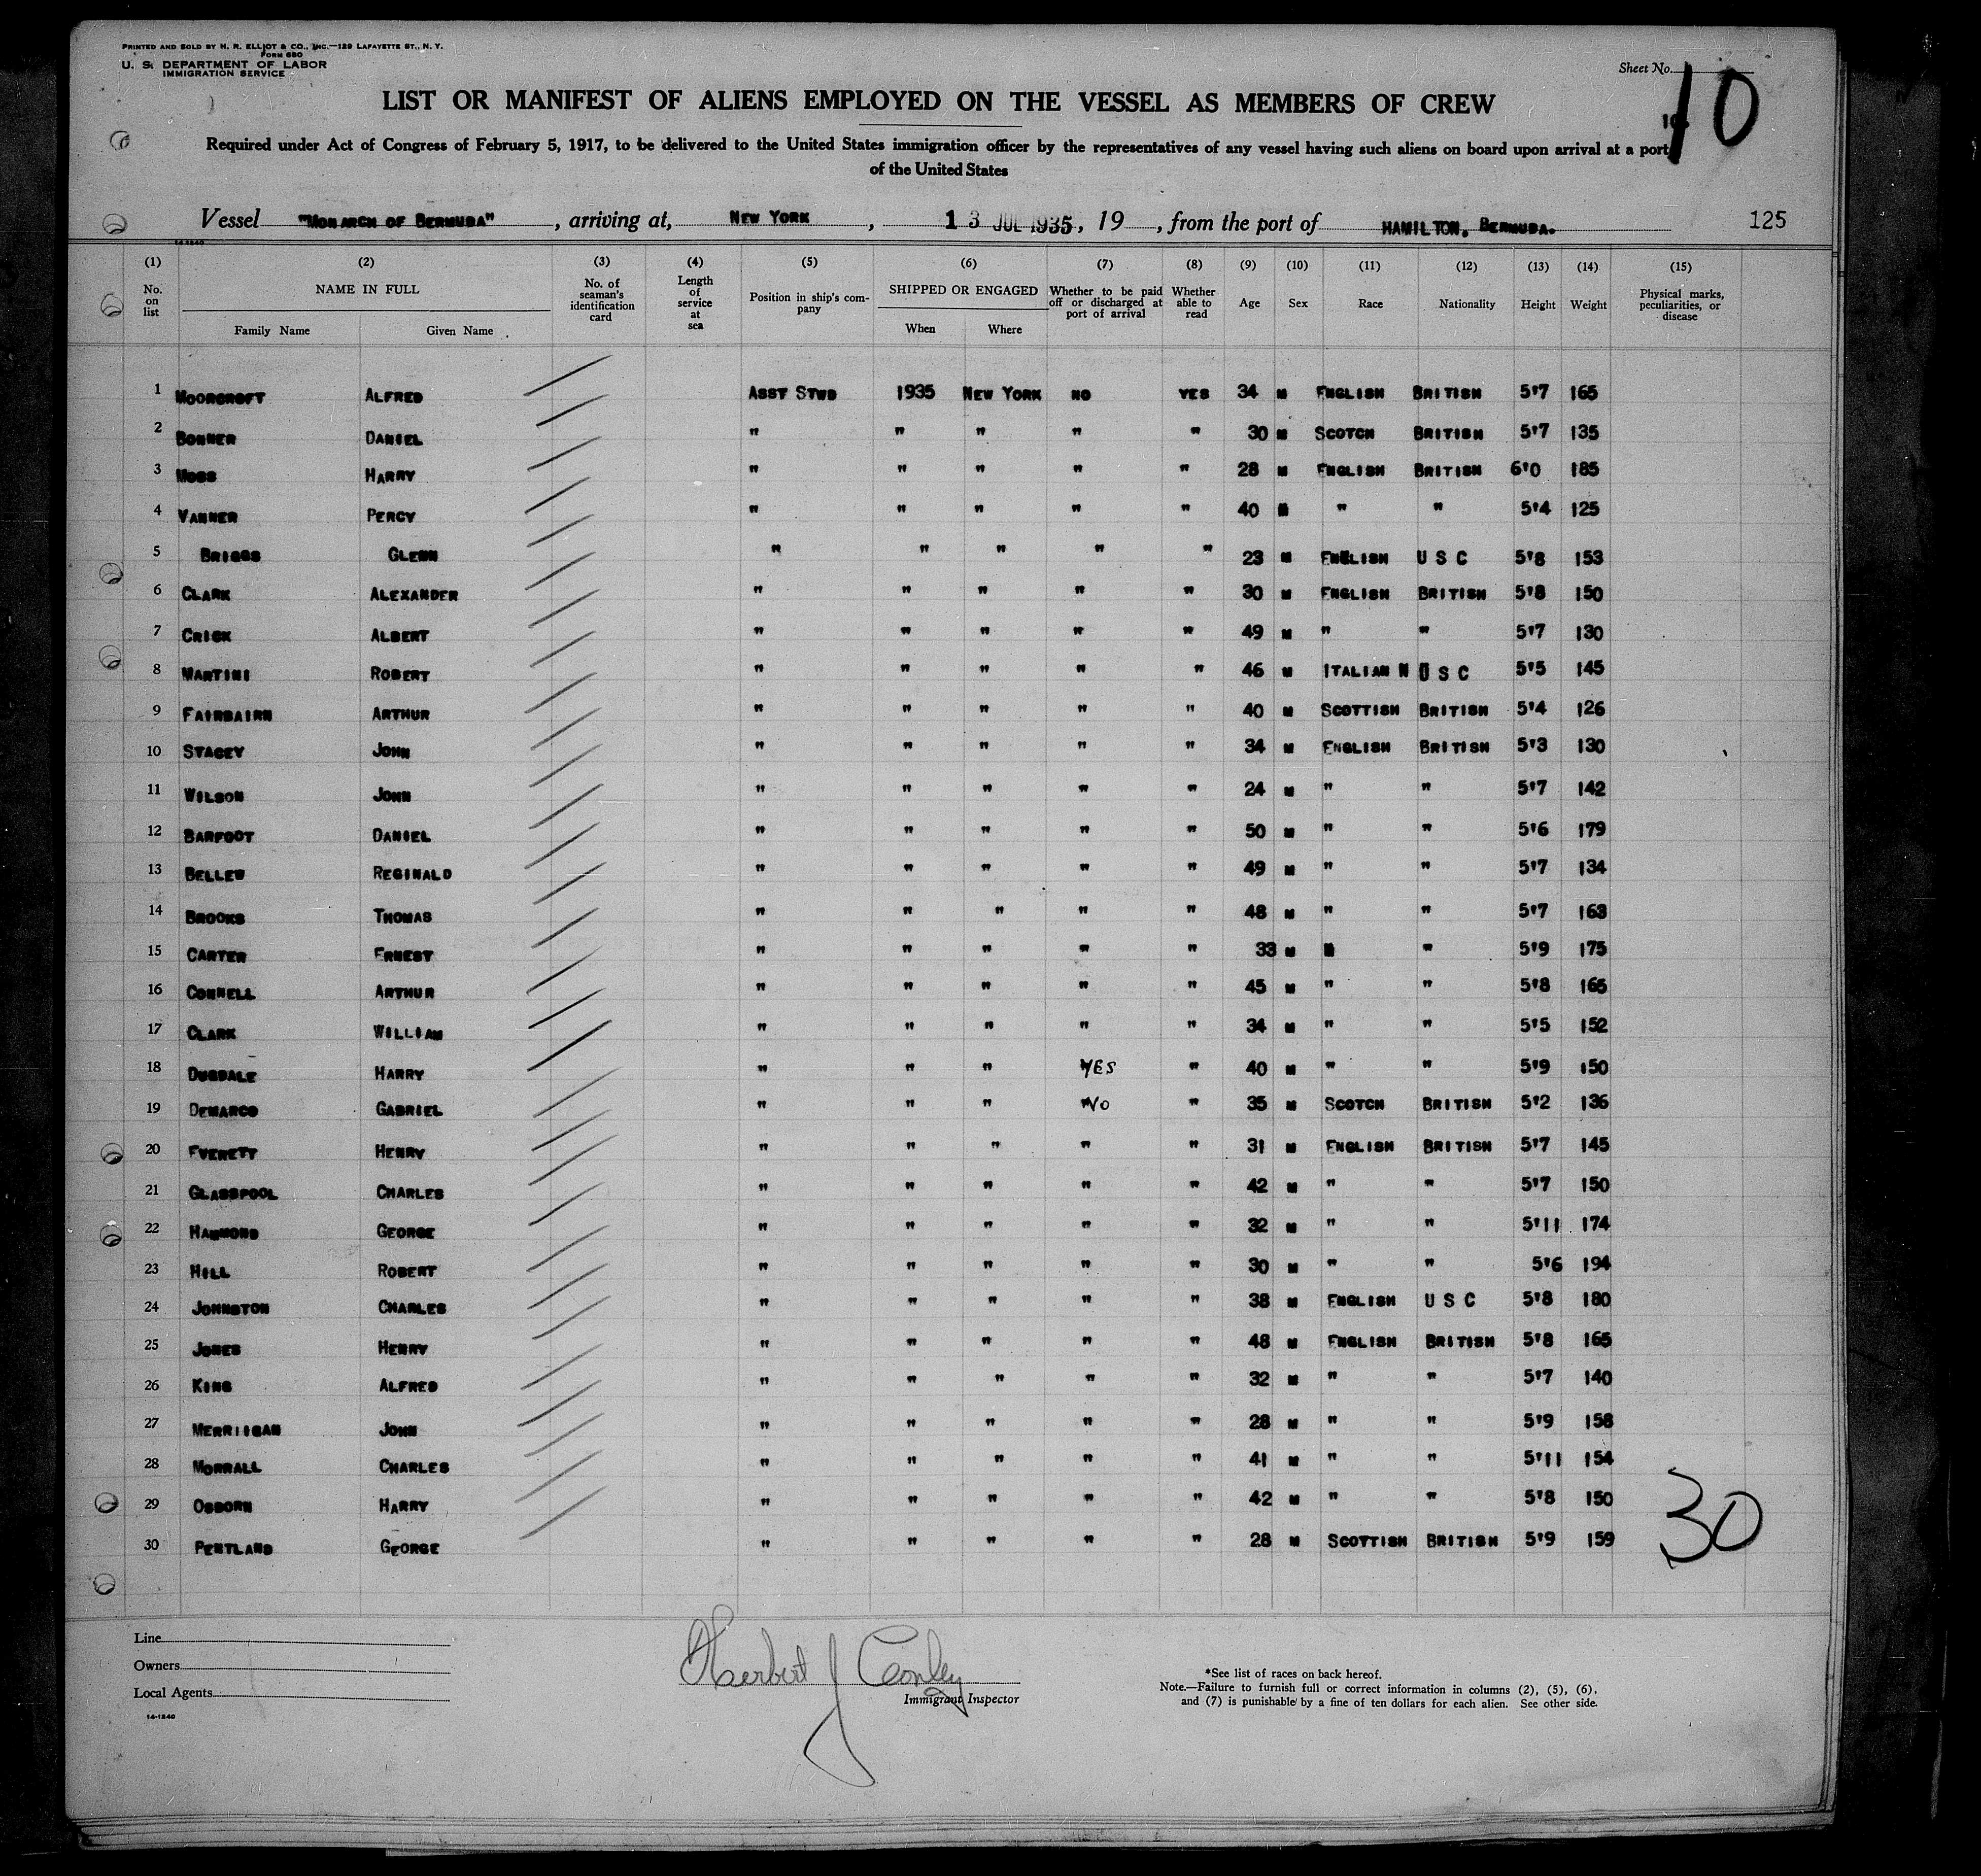 PRINTED AND SOLD BY H. R. ELLIOT & CO., INC.—129 LAFAYETTE ST., N. Y.
FORM 680
U. S. DEPARTMENT OF LABOR
IMMIGRATION SERVICE
Sheet No. 10
LIST OR MANIFEST OF ALIENS EMPLOYED ON THE VESSEL AS MEMBERS OF CREW
Required under Act of Congress of February 5, 1917, to be delivered to the United States immigration officer by the representatives of any vessel having such aliens on board upon arrival at a port
of the United States
Vessel "MONARCH OF BERMUDA", arriving at, NEW YORK, 13 JUL 1935, 19 , from the port of HAMILTON, BERMUDA. 125
14-1240
(1) (2) (3) (4) (5) (6) (7) (8) (9) (10) (11) (12) (13) (14) (15)
No. on list NAME IN FULL Family Name Given Name No. of seaman's identification card Length of service at sea Position in ship's company SHIPPED OR ENGAGED When Where Whether to be paid off or discharged at port of arrival Whether able to read Age Sex Race Nationality Height Weight Physical marks, peculiarities, or disease
1 MOORCROFT ALFRED ASST STWD 1935 NEW YORK NO YES 34 M ENGLISH BRITISH 5'7 165
2 BONNER DANIEL " " " " " 30 M SCOTCH BRITISH 5'7 135
3 MOSS HARRY " " " " " 28 M ENGLISH BRITISH 6'0 185
4 VANNER PERCY " " " " " 40 M " " 5'4 125
5 BRIGGS GLENN " " " " " 23 M ENGLISH U S C 5'8 153
6 CLARK ALEXANDER " " " " " 30 M ENGLISH BRITISH 5'8 150
7 CRICK ALBERT " " " " " 49 M " " 5'7 130
8 MARTINI ROBERT " " " " " 46 M ITALIAN N U S C 5'5 145
9 FAIRBAIRN ARTHUR " " " " " 40 M SCOTTISH BRITISH 5'4 126
10 STACEY JOHN " " " " " 34 M ENGLISH BRITISH 5'3 130
11 WILSON JOHN " " " " " 24 M " " 5'7 142
12 BARFOOT DANIEL " " " " " 50 M " " 5'6 179
13 BELLEW REGINALD " " " " " 49 M " " 5'7 134
14 BROOKS THOMAS " " " " " 48 M " " 5'7 163
15 CARTER ERNEST " " " " " 33 M " " 5'9 175
16 CONNELL ARTHUR " " " " " 45 M " " 5'8 165
17 CLARK WILLIAM " " " " " 34 M " " 5'5 152
18 DUGDALE HARRY " " " YES " 40 M " " 5'9 150
19 DEMARCO GABRIEL " " " No " 35 M SCOTCH BRITISH 5'2 136
20 EVERETT HENRY " " " " " 31 M ENGLISH BRITISH 5'7 145
21 GLASSPOOL CHARLES " " " " " 42 M " " 5'7 150
22 HAMMOND GEORGE " " " " " 32 M " " 5'11 174
23 HILL ROBERT " " " " " 30 M " " 5'6 194
24 JOHNSTON CHARLES " " " " " 38 M ENGLISH U S C 5'8 180
25 JONES HENRY " " " " " 48 M ENGLISH BRITISH 5'8 165
26 KING ALFRED " " " " " 32 M " " 5'7 140
27 MERRIIGAN JOHN " " " " " 28 M " " 5'9 158
28 MORRALL CHARLES " " " " " 41 M " " 5'11 154
29 OSBORN HARRY " " " " " 42 M " " 5'8 150
30 PENTLAND GEORGE " " " " " 28 M SCOTTISH BRITISH 5'9 159
30
Line
Owners
Local Agents
14-1240
Herbert J Conley
Immigrant Inspector
*See list of races on back hereof.
Note.—Failure to furnish full or correct information in columns (2), (5), (6),
and (7) is punishable by a fine of ten dollars for each alien. See other side.